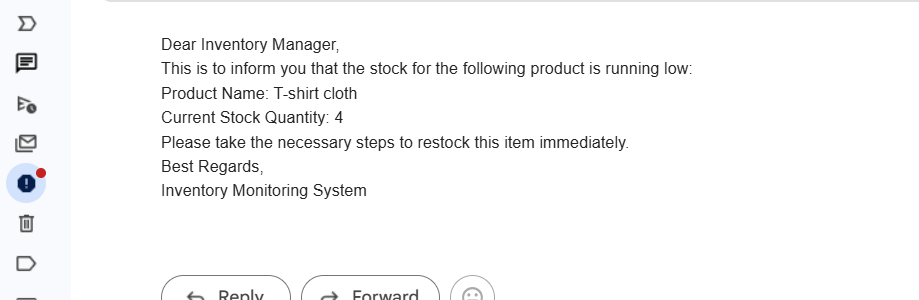 Dear Inventory Manager,
This is to inform you that the stock for the following product is running low:
Product Name: T-shirt cloth
Current Stock Quantity: 4
Please take the necessary steps to restock this item immediately.
Best Regards,
Inventory Monitoring System
Reply
Forward